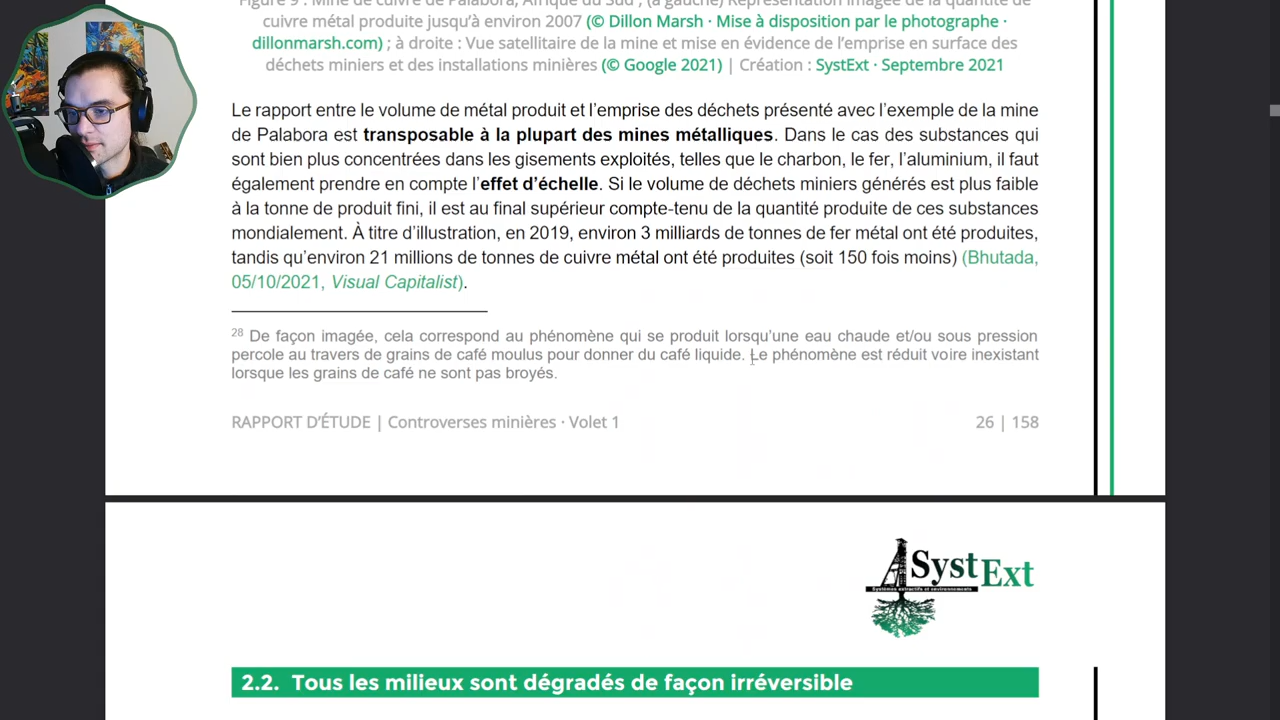 Figure 9 : Mine de cuivre de Palabora, Afrique du Sud ; (à gauche) Représentation imagée de la quantité de
cuivre métal produite jusqu’à environ 2007 (© Dillon Marsh · Mise à disposition par le photographe ·
dillonmarsh.com) ; à droite : Vue satellitaire de la mine et mise en évidence de l’emprise en surface des
déchets miniers et des installations minières (© Google 2021) | Création : SystExt · Septembre 2021
Le rapport entre le volume de métal produit et l’emprise des déchets présenté avec l’exemple de la mine
de Palabora est transposable à la plupart des mines métalliques. Dans le cas des substances qui
sont bien plus concentrées dans les gisements exploités, telles que le charbon, le fer, l’aluminium, il faut
également prendre en compte l’effet d’échelle. Si le volume de déchets miniers générés est plus faible
à la tonne de produit fini, il est au final supérieur compte-tenu de la quantité produite de ces substances
mondialement. À titre d’illustration, en 2019, environ 3 milliards de tonnes de fer métal ont été produites,
tandis qu’environ 21 millions de tonnes de cuivre métal ont été produites (soit 150 fois moins) (Bhutada,
05/10/2021, Visual Capitalist).
28 De façon imagée, cela correspond au phénomène qui se produit lorsqu’une eau chaude et/ou sous pression
percole au travers de grains de café moulus pour donner du café liquide. Le phénomène est réduit voire inexistant
lorsque les grains de café ne sont pas broyés.
RAPPORT D’ÉTUDE | Controverses minières · Volet 1 26 | 158
SystExt
Systèmes extractifs et environnements
2.2. Tous les milieux sont dégradés de façon irréversible